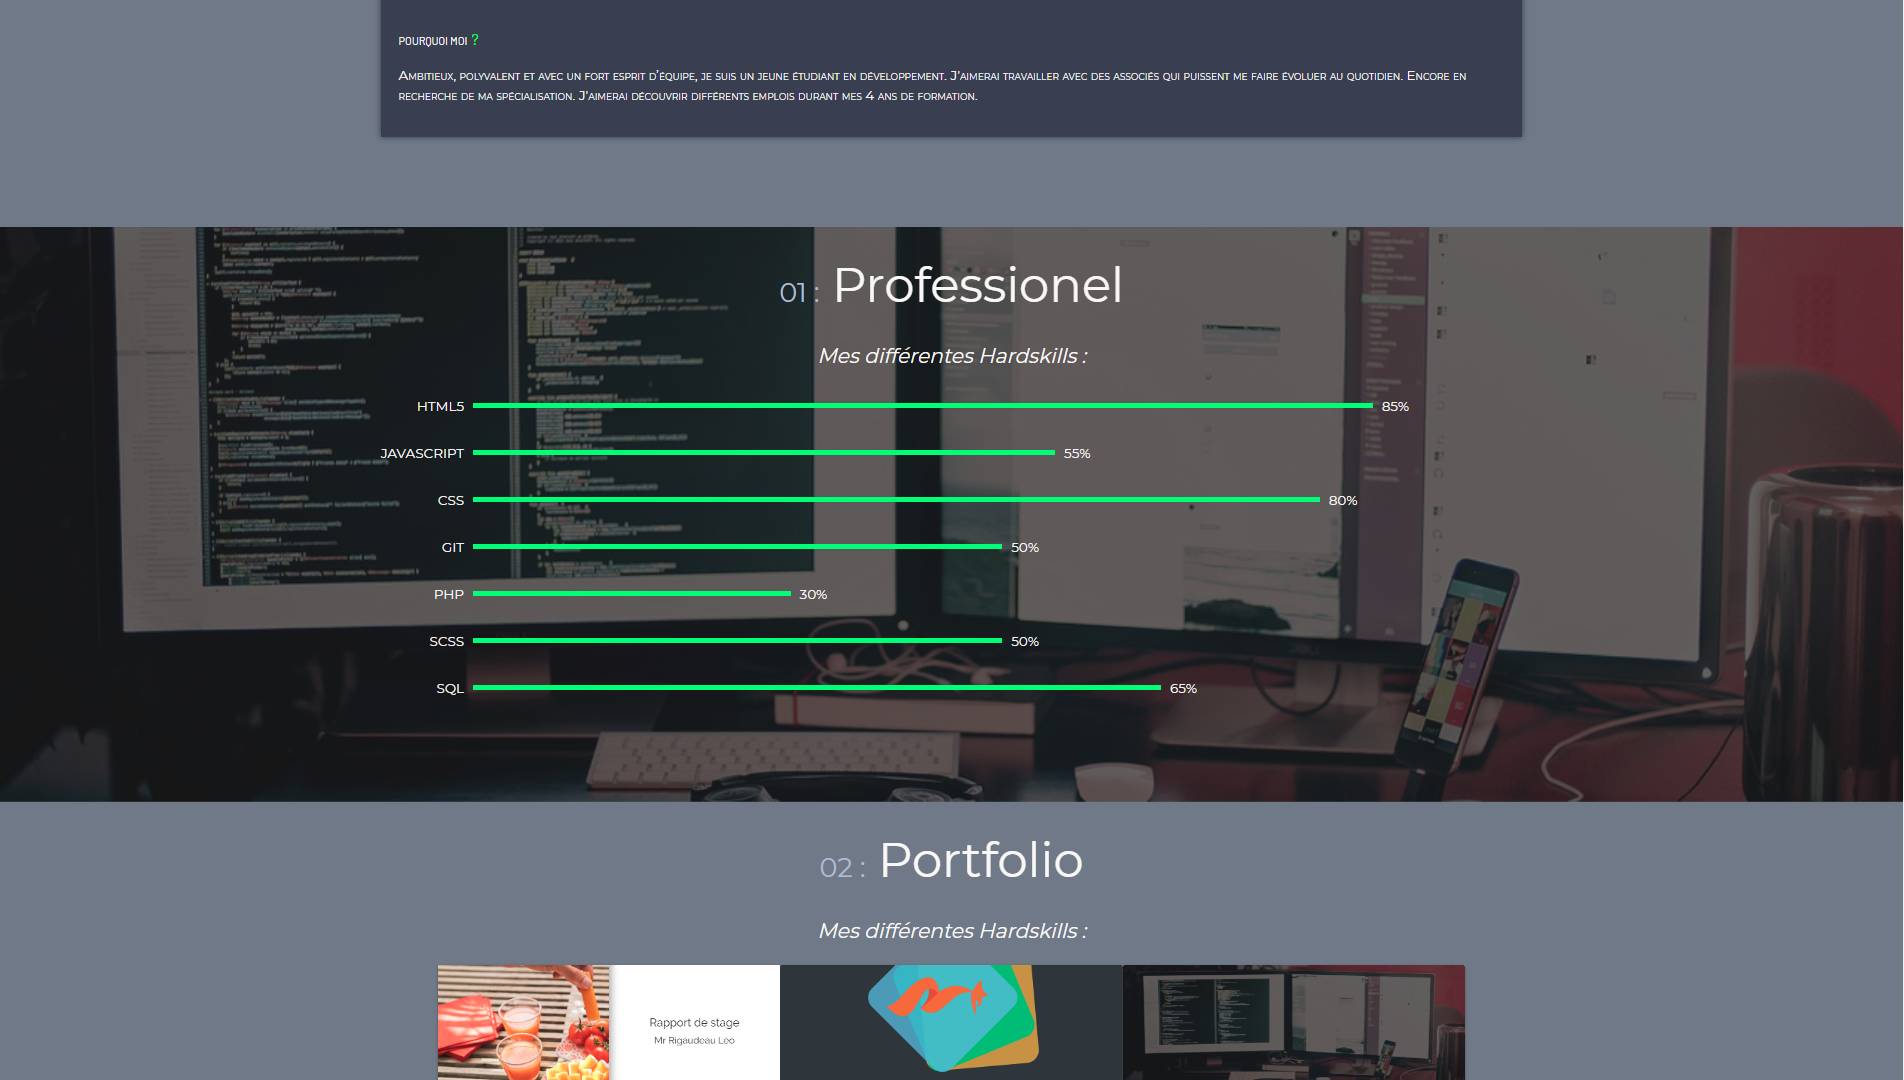 POURQUOI MOI ?
Ambitieux, polyvalent et avec un fort esprit d'équipe, je suis un jeune étudiant en développement. J'aimerai travailler avec des associés qui puissent me faire évoluer au quotidien. Encore en
recherche de ma spécialisation. J'aimerai découvrir différents emplois durant mes 4 ans de formation.
01 : Professionel
Mes différentes Hardskills :
HTML5 85%
JAVASCRIPT 55%
CSS 80%
GIT 50%
PHP 30%
SCSS 50%
SQL 65%
02 : Portfolio
Mes différentes Hardskills :
Rapport de stage
Mr Rigaudeau Léo